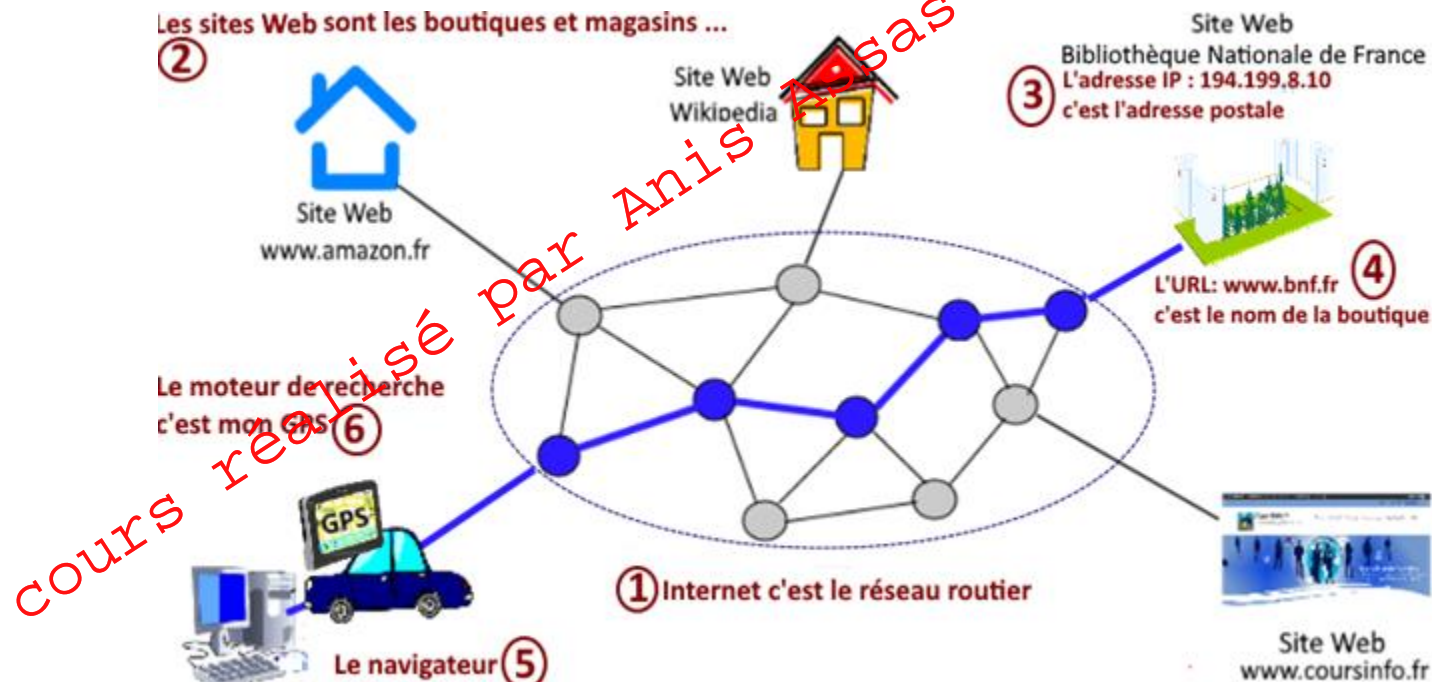 Les sites Web sont les boutiques et magasins ...
2
Site Web
www.amazon.fr
Site Web
Wikipedia
Site Web
Bibliothèque Nationale de France
3
L'adresse IP : 194.199.8.10
c'est l'adresse postale
L'URL: www.bnf.fr
4
c'est le nom de la boutique
Le moteur de recherche
c'est mon GPS
6
GPS
1 Internet c'est le réseau routier
Le navigateur 5
Site Web
www.coursinfo.fr
cours réalisé par Anis Assas